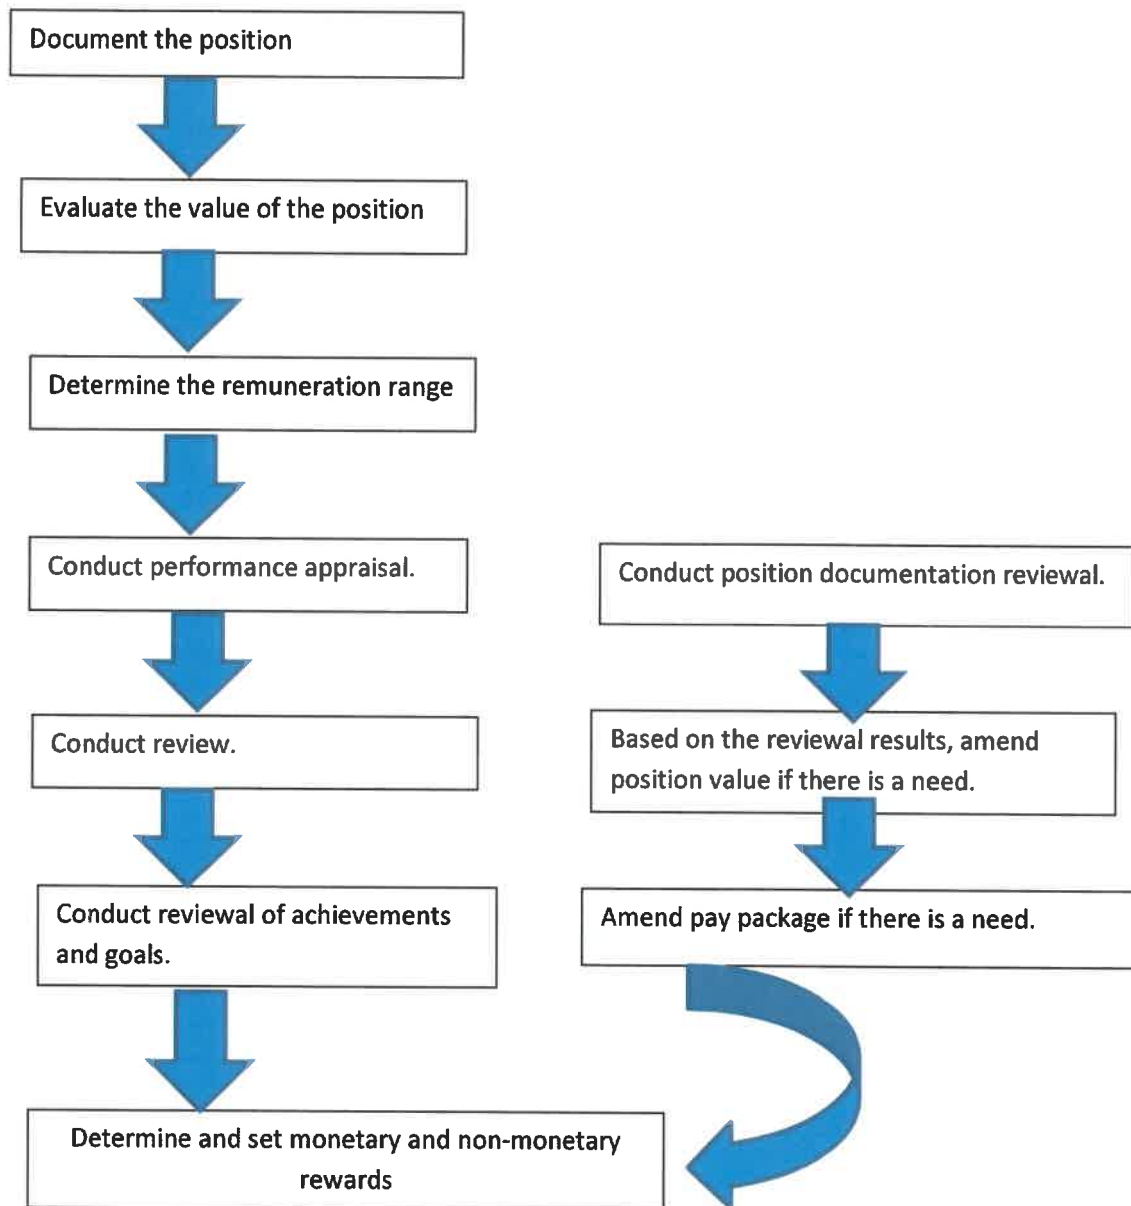 Document the position
Evaluate the value of the position
Determine the remuneration range
Conduct performance appraisal.
Conduct review.
Conduct reviewal of achievements
and goals.
Conduct position documentation reviewal.
Based on the reviewal results, amend
position value if there is a need.
Amend pay package if there is a need.
Determine and set monetary and non-monetary
rewards